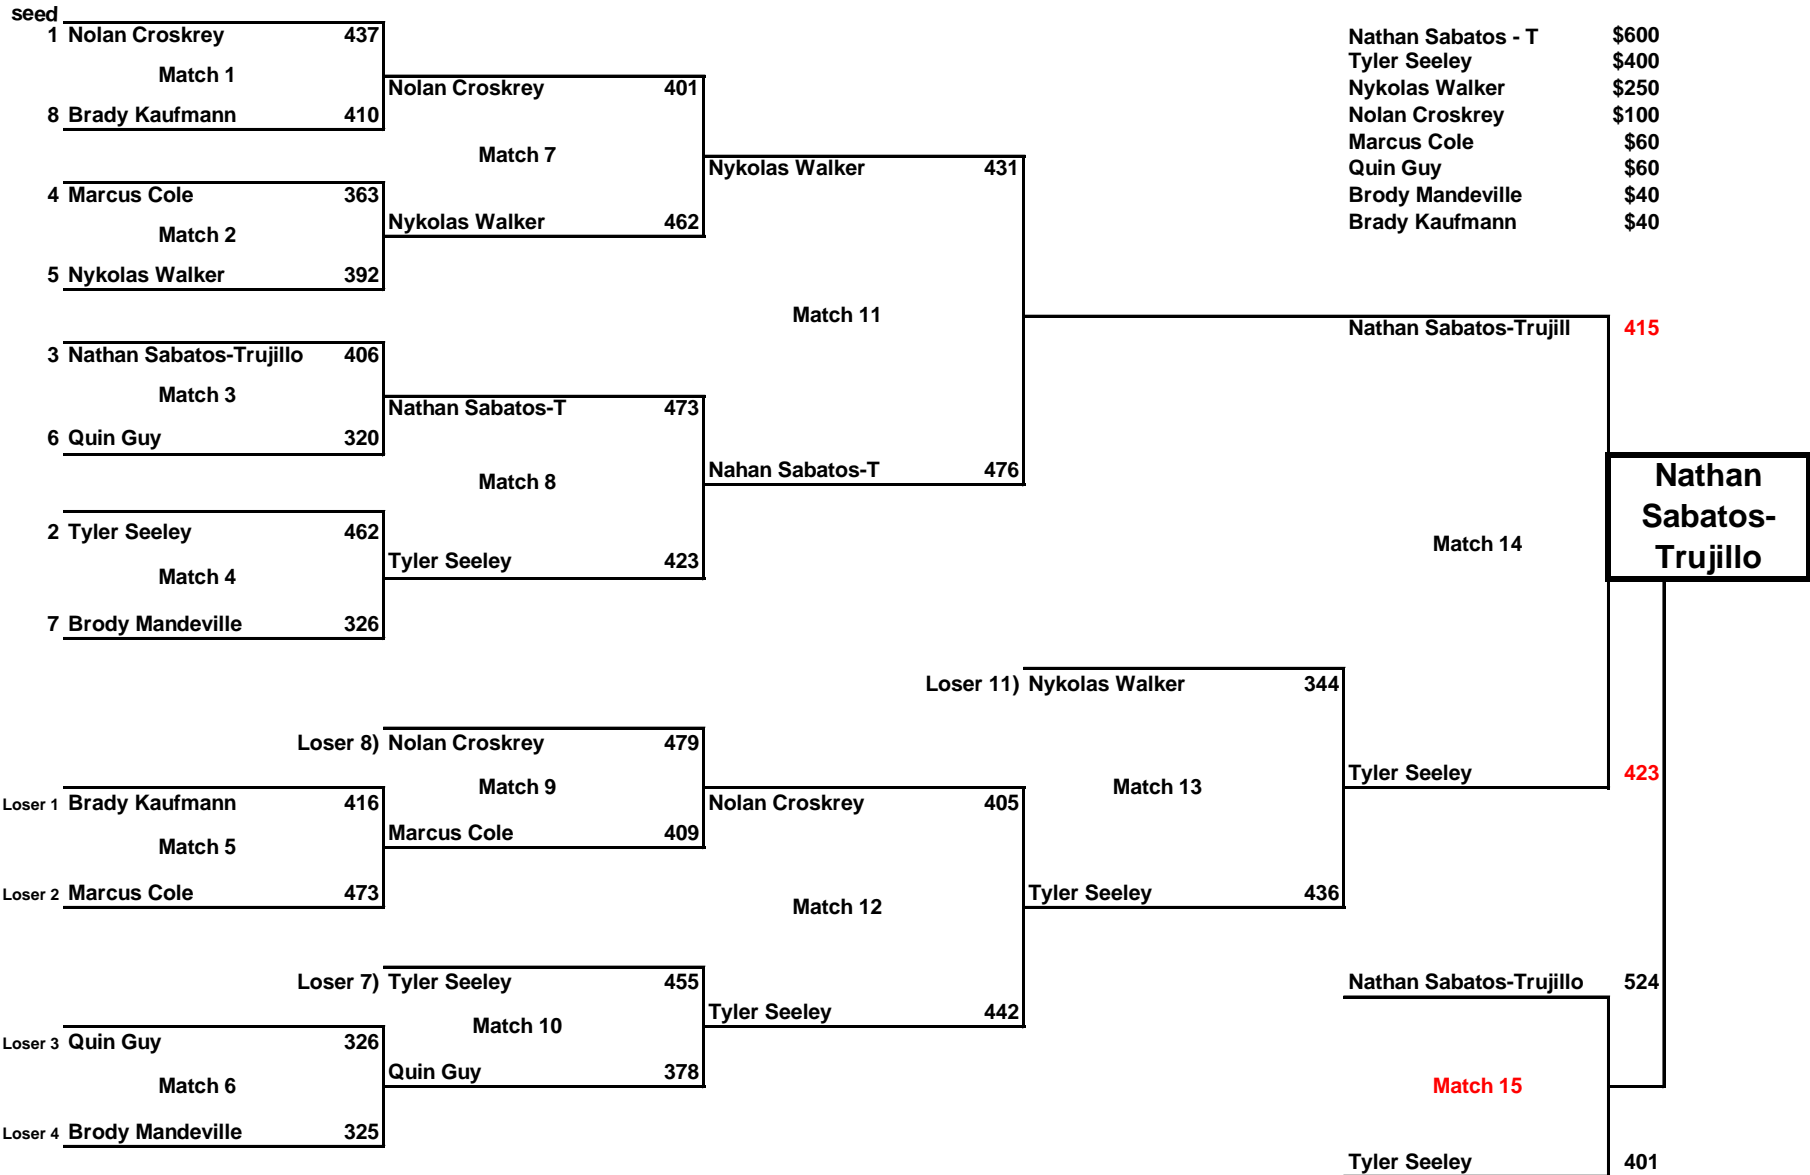 seed
1 Nolan Croskrey 437
Match 1
8 Brady Kaufmann 410
4 Marcus Cole 363
Match 2
5 Nykolas Walker 392
3 Nathan Sabatos-Trujillo 406
Match 3
6 Quin Guy 320
2 Tyler Seeley 462
Match 4
7 Brody Mandeville 326
Loser 1 Brady Kaufmann 416
Match 5
Loser 2 Marcus Cole 473
Loser 3 Quin Guy 326
Match 6
Loser 4 Brody Mandeville 325
Nolan Croskrey 401
Match 7
Nykolas Walker 462
Nathan Sabatos-T 473
Match 8
Tyler Seeley 423
Loser 8) Nolan Croskrey 479
Match 9
Marcus Cole 409
Loser 7) Tyler Seeley 455
Match 10
Quin Guy 378
Nykolas Walker 431
Match 11
Nahan Sabatos-T 476
Nolan Croskrey 405
Match 12
Tyler Seeley 442
Loser 11) Nykolas Walker 344
Match 13
Tyler Seeley 436
Nathan Sabatos - T $600
Tyler Seeley $400
Nykolas Walker $250
Nolan Croskrey $100
Marcus Cole $60
Quin Guy $60
Brody Mandeville $40
Brady Kaufmann $40
Nathan Sabatos-Trujill 415
Match 14
Tyler Seeley 423
Nathan
Sabatos-
Trujillo
Nathan Sabatos-Trujillo 524
Match 15
Tyler Seeley 401